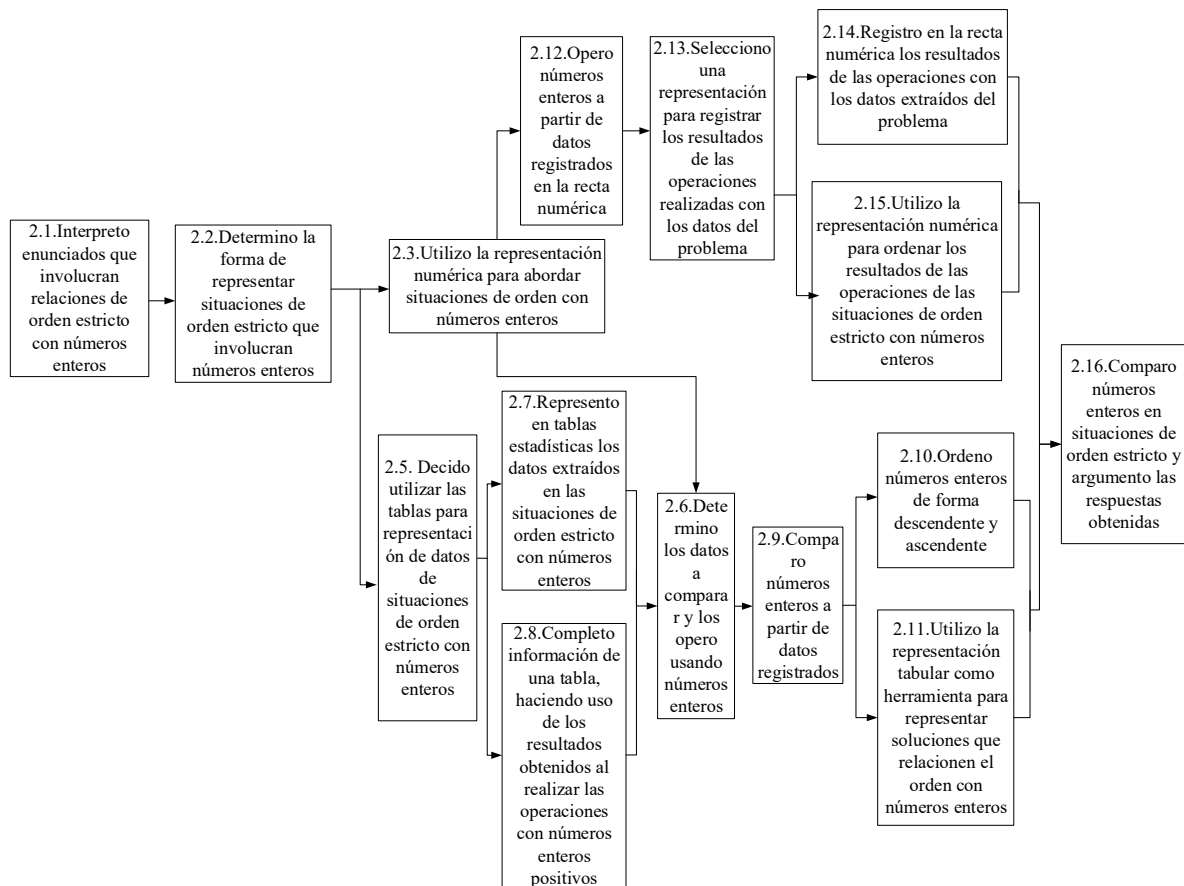 2.1.Interpreto
enunciados que
involucran
relaciones de
orden estricto
con números
enteros
2.2.Determino la
forma de
representar
situaciones de
orden estricto que
involucran
números enteros
2.3.Utilizo la representación
numérica para abordar
situaciones de orden con
números enteros
2.12.Opero
números
enteros a
partir de
datos
registrados
en la recta
numérica
2.13.Selecciono
una
representación
para registrar
los resultados
de las
operaciones
realizadas con
los datos del
problema
2.14.Registro en la recta
numérica los resultados
de las operaciones con
los datos extraídos del
problema
2.15.Utilizo la
representación numérica
para ordenar los
resultados de las
operaciones de las
situaciones de orden
estricto con números
enteros
2.5. Decido
utilizar las
tablas para
representaci
ón de datos
de
situaciones
de orden
estricto con
números
enteros
2.7.Represento
en tablas
estadísticas los
datos extraídos
en las
situaciones de
orden estricto
con números
enteros
2.8.Completo
información de
una tabla,
haciendo uso de
los resultados
obtenidos al
realizar las
operaciones con
números
enteros
positivos
2.6.Deter
mino
los datos
a
compara
r y los
opero
usando
números
enteros
2.9.Compa
ro
números
enteros a
partir de
datos
registrados
2.10.Ordeno
números enteros
de forma
descendente y
ascendente
2.11.Utilizo la
representación
tabular como
herramienta para
representar
soluciones que
relacionen el
orden con
números enteros
2.16.Comparo
números
enteros en
situaciones de
orden estricto y
argumento las
respuestas
obtenidas